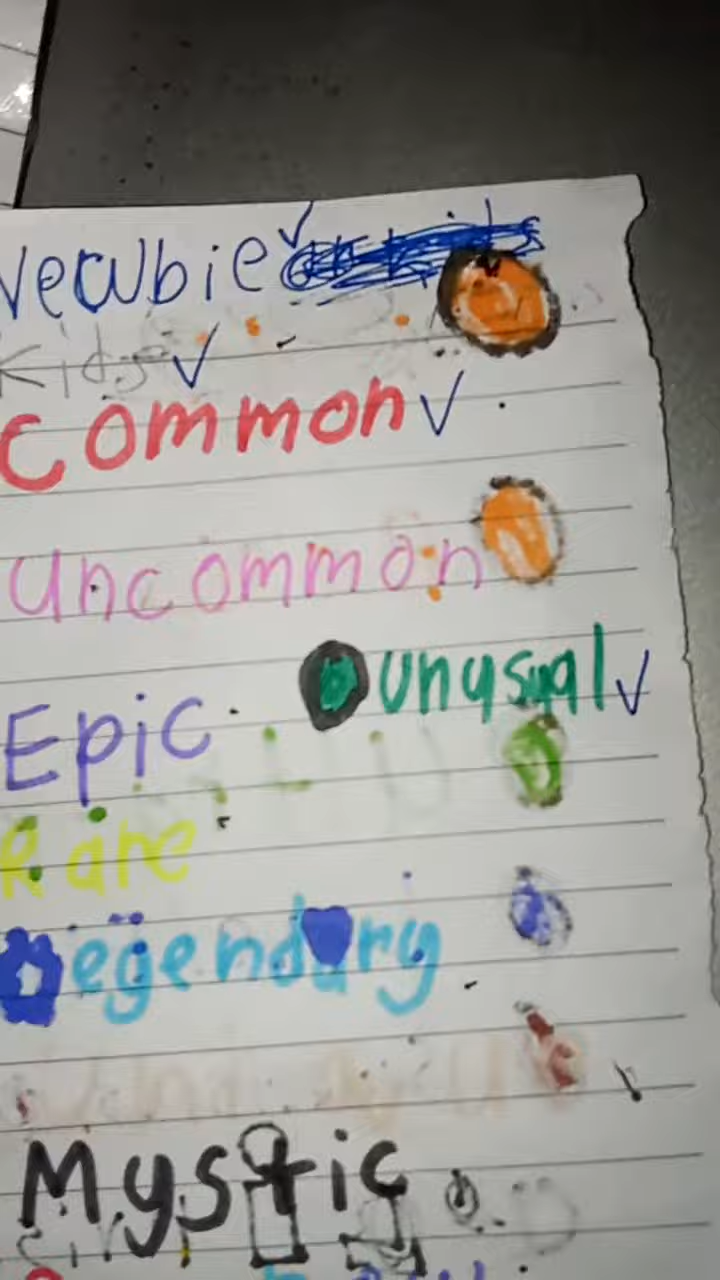 Newbie ✓
Kids ✓
Common ✓
Uncommon
Unusual ✓
Epic
Rare
Legendary
Mystic